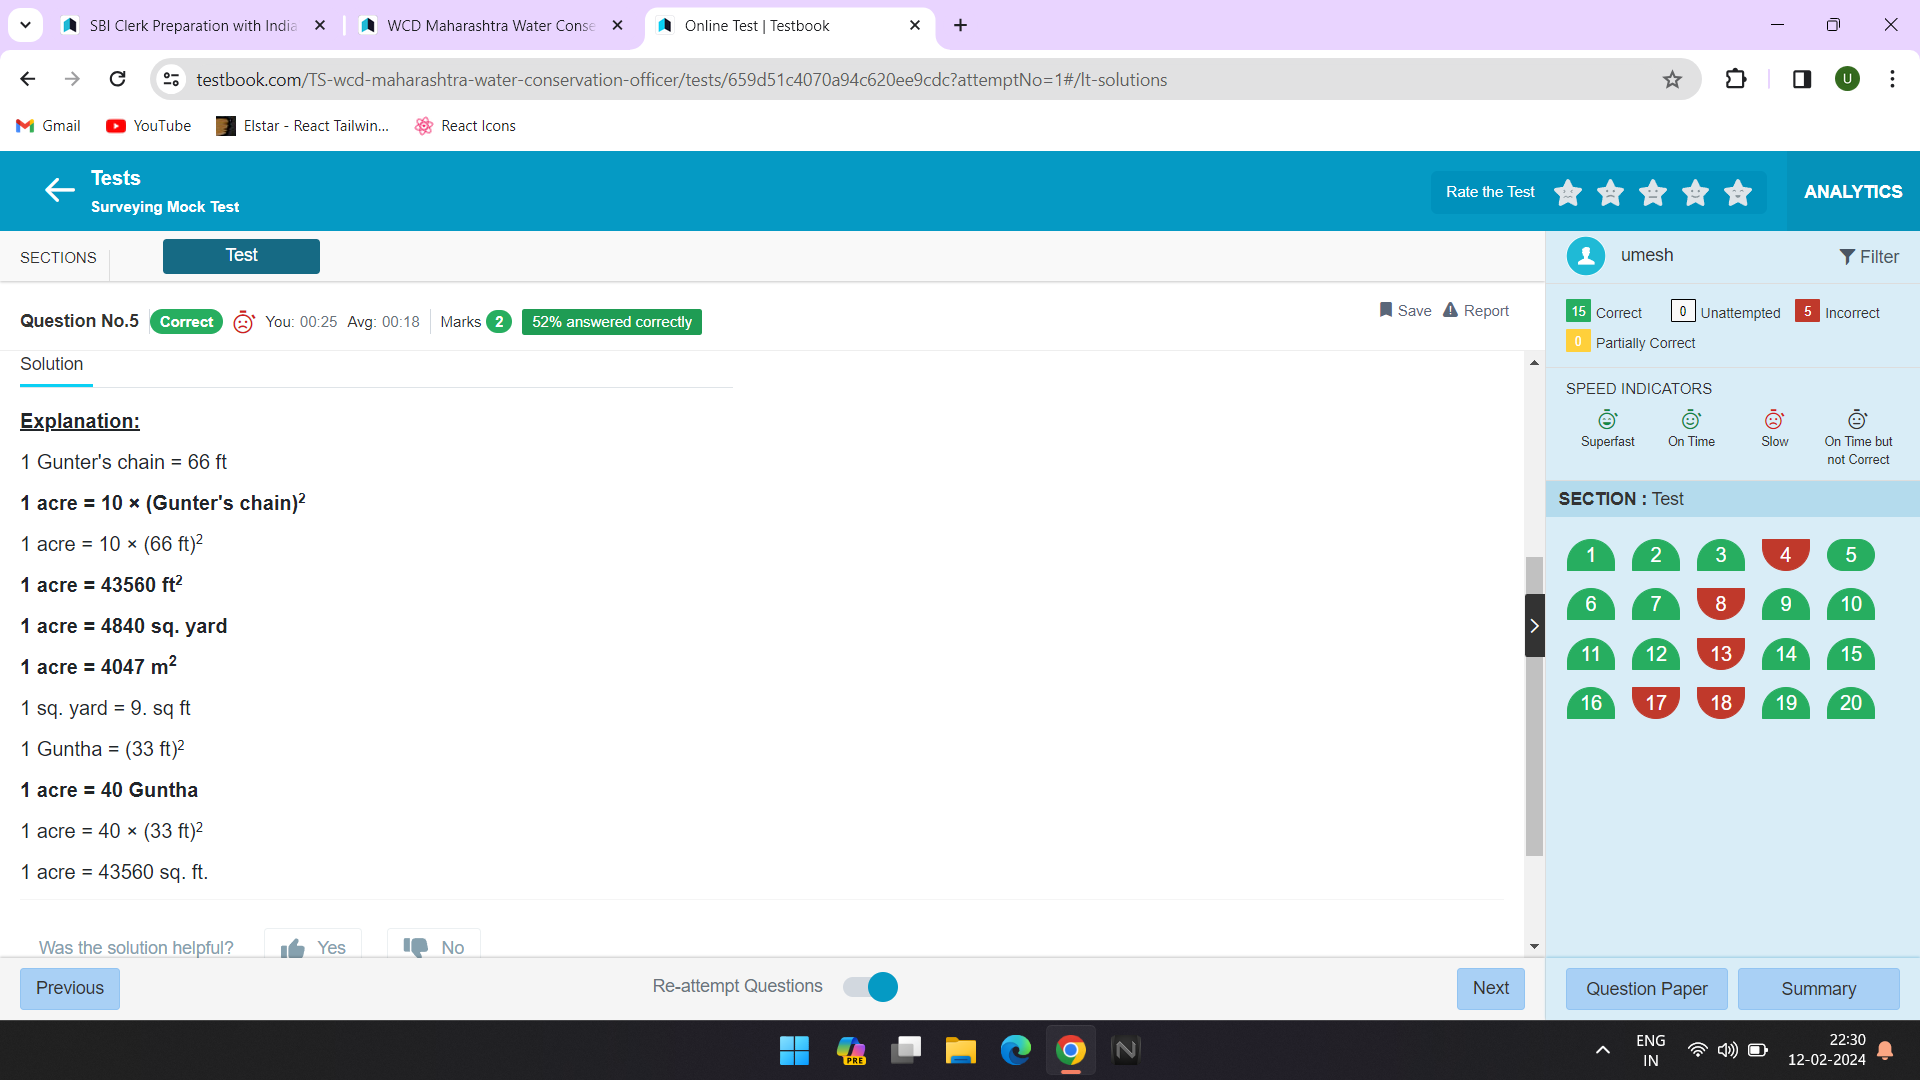 SBI Clerk Preparation with India
WCD Maharashtra Water Conse
Online Test | Testbook
testbook.com/TS-wcd-maharashtra-water-conservation-officer/tests/659d51c4070a94c620ee9cdc?attemptNo=1#/lt-solutions
U
Gmail
YouTube
Elstar - React Tailwin...
React Icons
Tests
Surveying Mock Test
Rate the Test
ANALYTICS
SECTIONS
Test
umesh
Filter
Question No.5
Correct
You: 00:25 Avg: 00:18
Marks 2
52% answered correctly
Save
Report
15 Correct
0 Unattempted
5 Incorrect
0 Partially Correct
Solution
Explanation:
1 Gunter's chain = 66 ft
1 acre = 10 × (Gunter's chain)²
1 acre = 10 × (66 ft)²
1 acre = 43560 ft²
1 acre = 4840 sq. yard
1 acre = 4047 m²
1 sq. yard = 9. sq ft
1 Guntha = (33 ft)²
1 acre = 40 Guntha
1 acre = 40 × (33 ft)²
1 acre = 43560 sq. ft.
Was the solution helpful?
Yes
No
SPEED INDICATORS
Superfast
On Time
Slow
On Time but
not Correct
SECTION : Test
1 2 3 4 5
6 7 8 9 10
11 12 13 14 15
16 17 18 19 20
Previous
Re-attempt Questions
Next
Question Paper
Summary
PRE
N
ENG
IN
22:30
12-02-2024